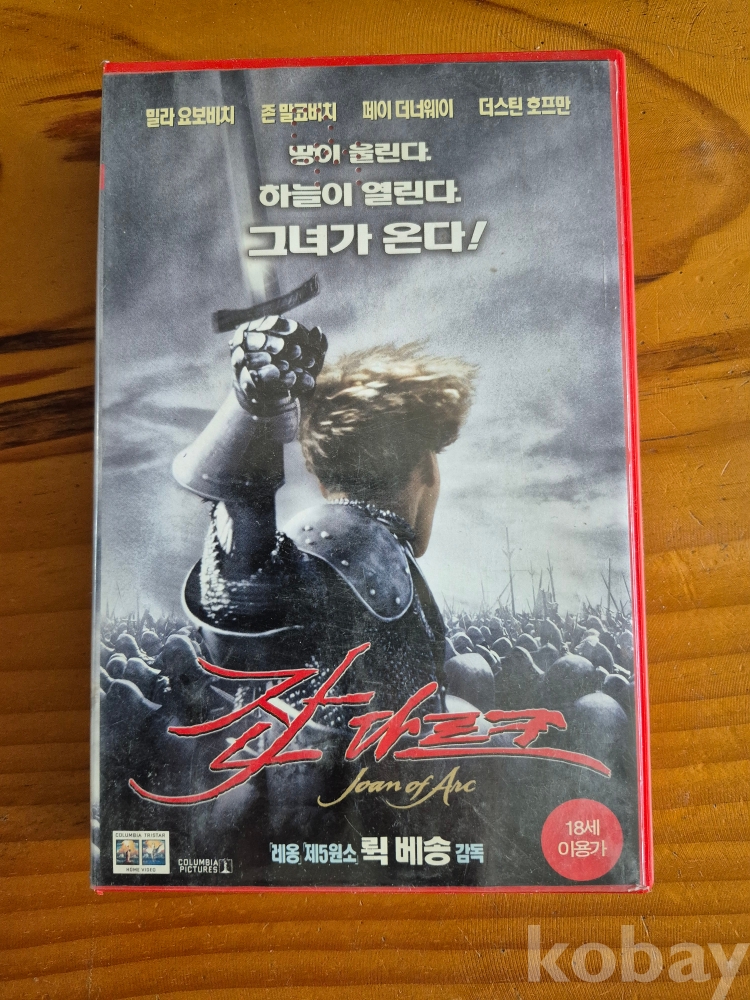 밀라 요보비치 존 말코비치 페이 더너웨이 더스틴 호프만
땅이 울린다.
하늘이 열린다.
그녀가 온다!
잔 다르크
Joan of Arc
COLUMBIA TRISTAR
HOME VIDEO
COLUMBIA
PICTURES
「레옹」「제5원소」 뤽 베송 감독
18세
이용가
kobay